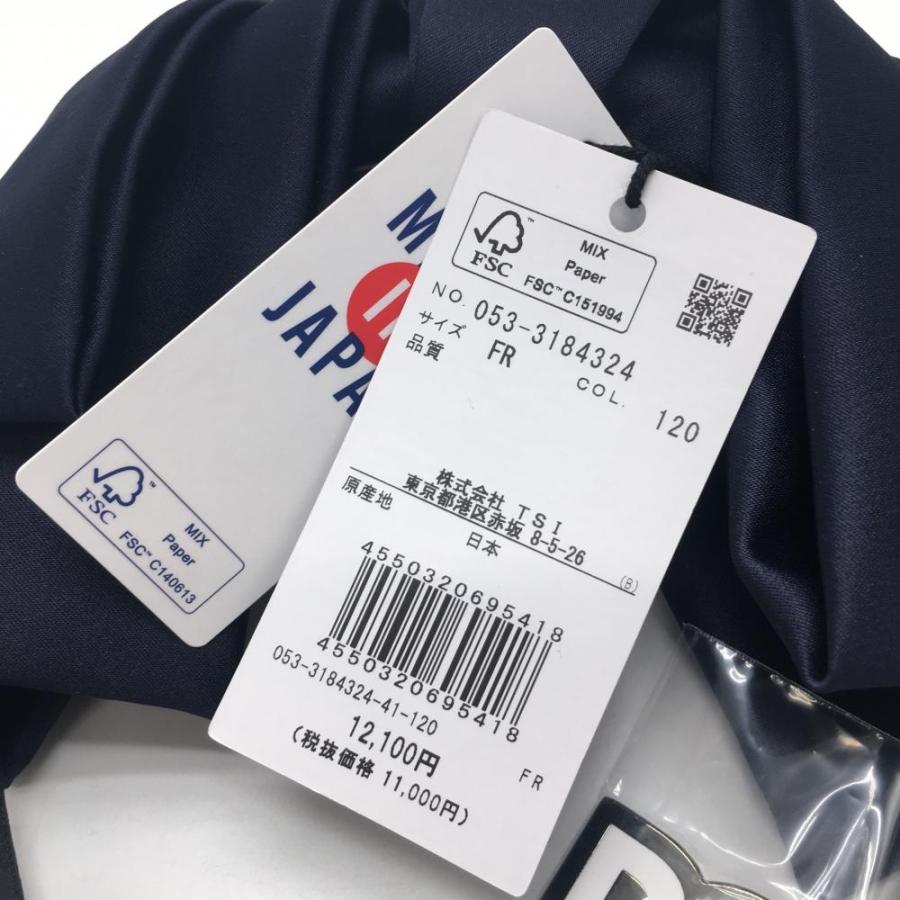 M
IN
JAPA
FSC™
MIX
Paper
FSC™ C140613
FSC™
MIX
Paper
FSC™ C151994
NO. 053-3184324
サイズ FR COL. 120
品質
株式会社 TSI
東京都港区赤坂 8-5-26
原産地 日本
(B)
4550320695418
4550320695418
053-3184324-41-120
12,100円 FR
(税抜価格 11,000円)